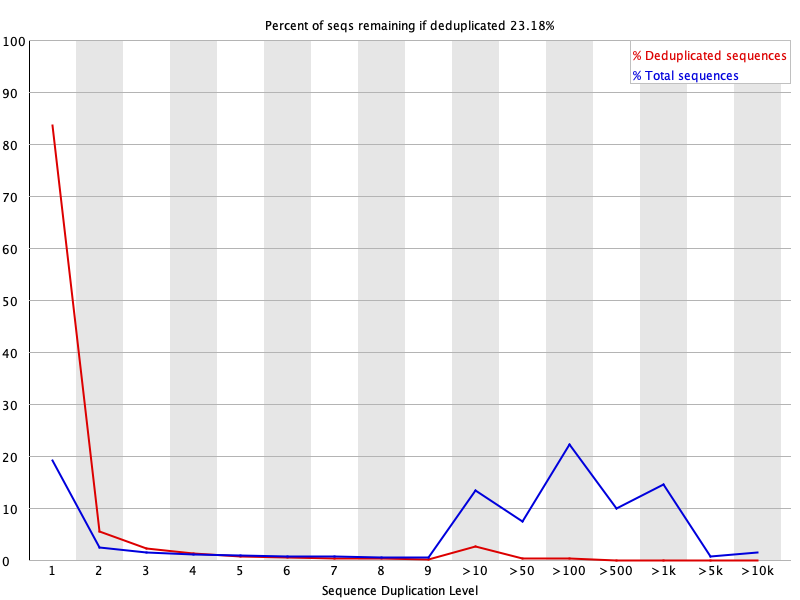 Percent of seqs remaining if deduplicated 23.18%
% Deduplicated sequences
% Total sequences
100
90
80
70
60
50
40
30
20
10
0
1 2 3 4 5 6 7 8 9 >10 >50 >100 >500 >1k >5k >10k
Sequence Duplication Level